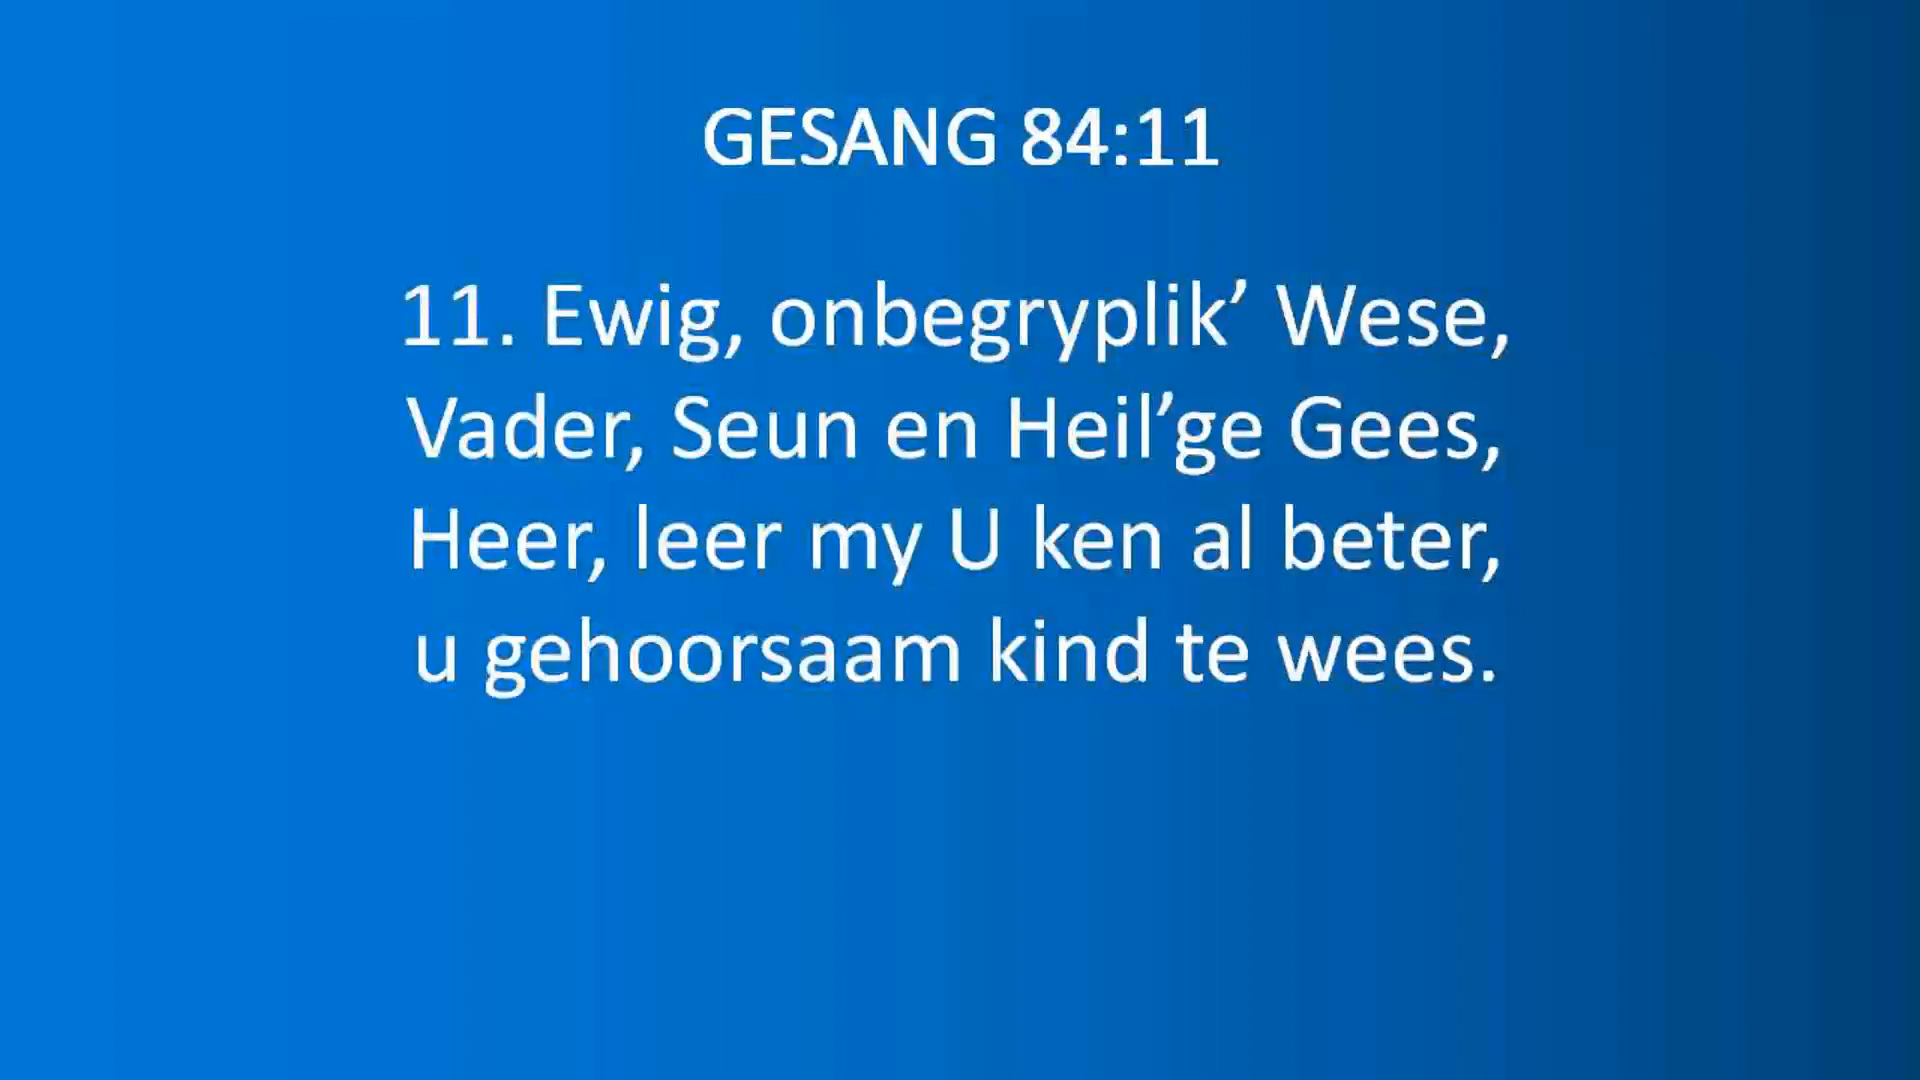 GESANG 84:11
11. Ewig, onbegryplik’ Wese,
Vader, Seun en Heil’ge Gees,
Heer, leer my U ken al beter,
u gehoorsaam kind te wees.